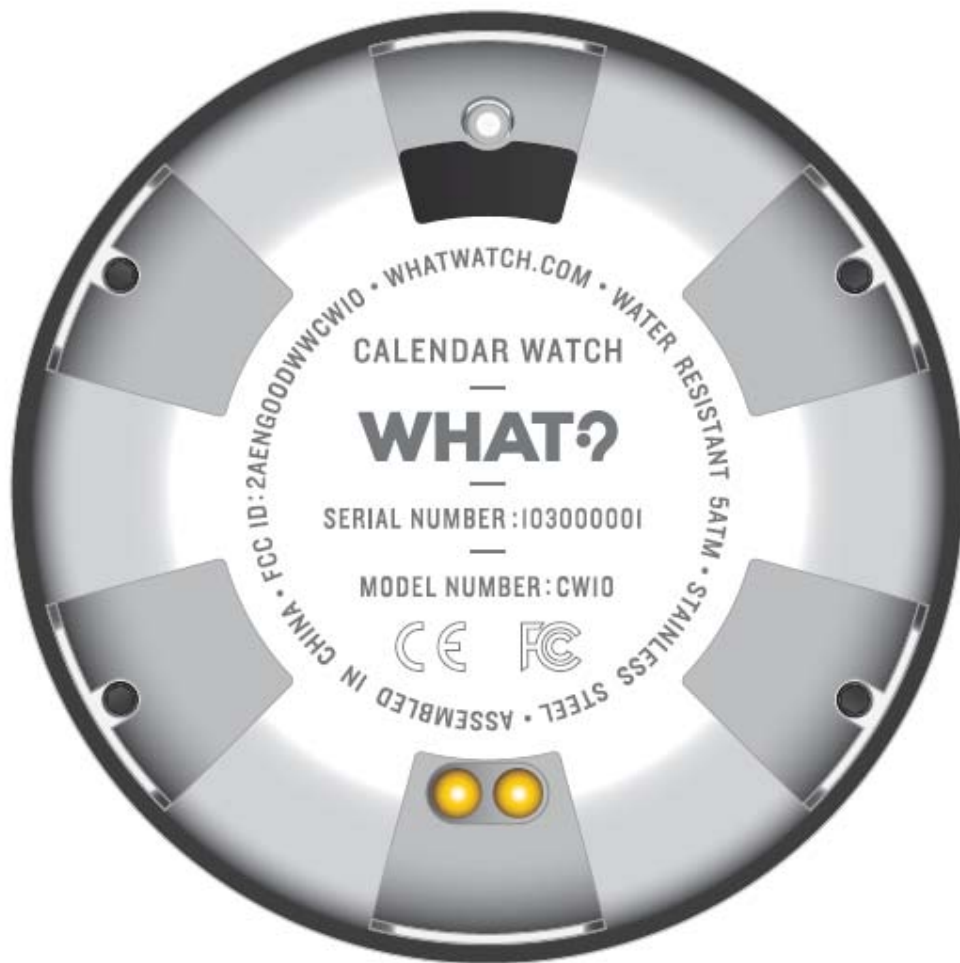 WHATWATCH.COM • WATER RESISTANT 5ATM • STAINLESS STEEL • ASSEMBLED IN CHINA • FCC ID:2AENGOODWWCW10 •
CALENDAR WATCH
WHAT?
SERIAL NUMBER:103000001
MODEL NUMBER:CW10
CE FC